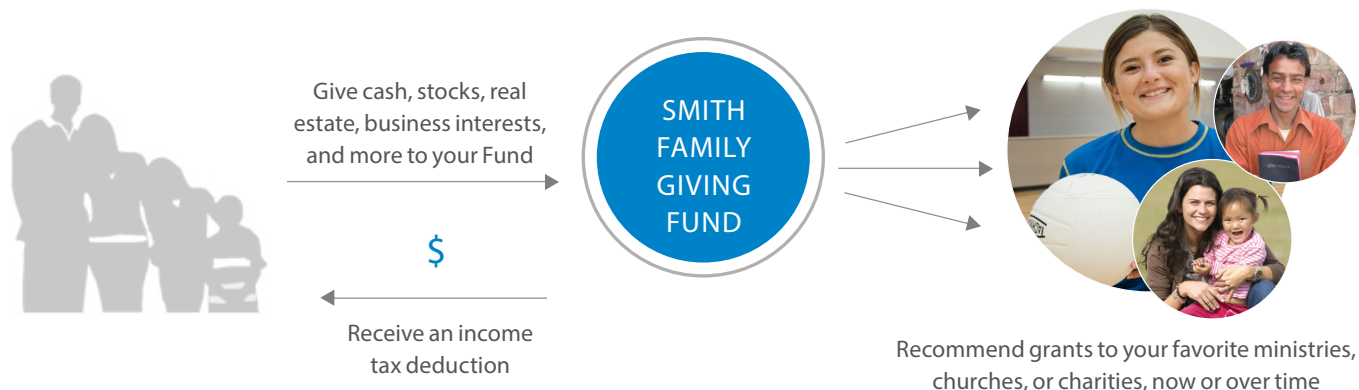 Give cash, stocks, real
estate, business interests,
and more to your Fund
$
Receive an income
tax deduction
SMITH
FAMILY
GIVING
FUND
Recommend grants to your favorite ministries,
churches, or charities, now or over time